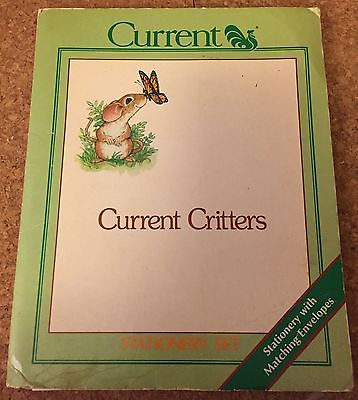 Current®
Current Critters
STATIONERY SET
Stationery with
Matching Envelopes